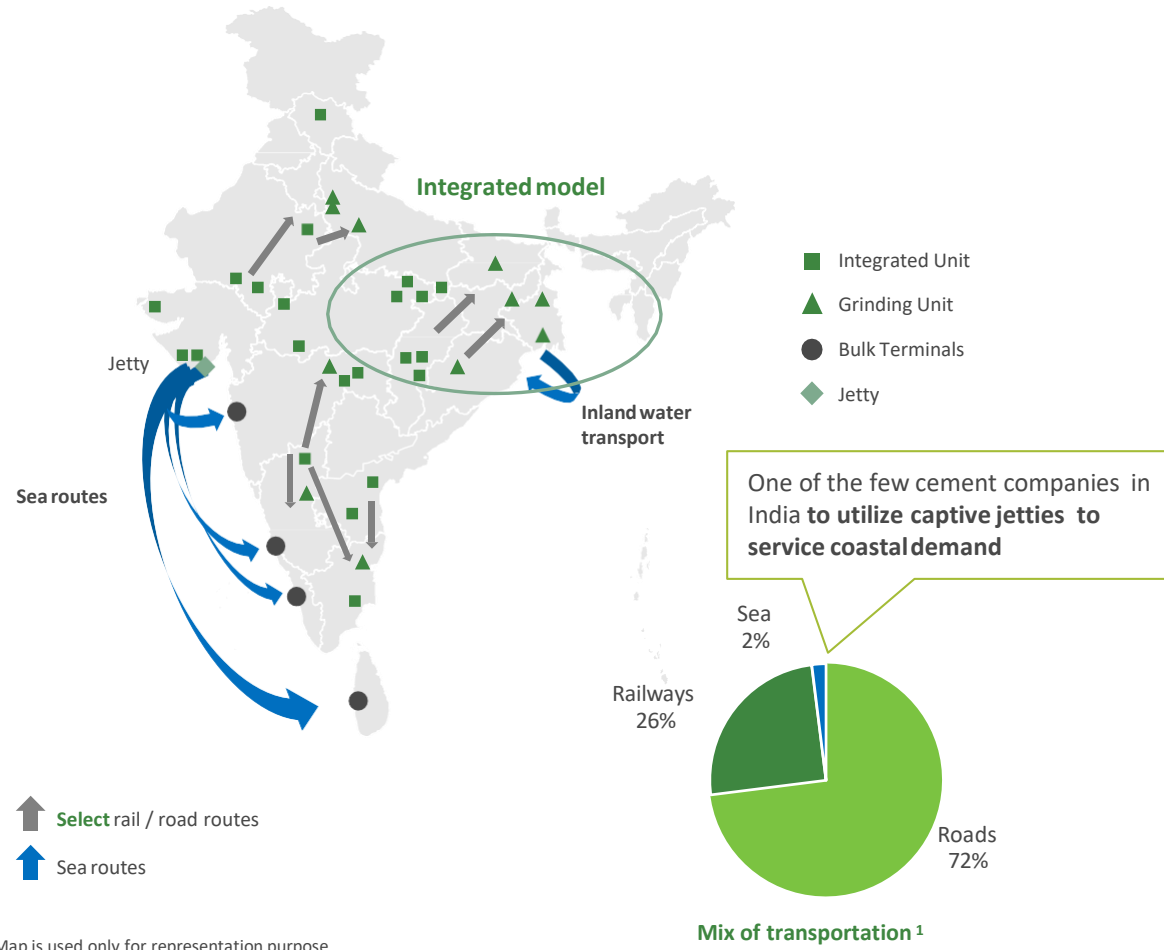 Integrated model
Integrated Unit
Grinding Unit
Bulk Terminals
Jetty
Jetty
Inland water
transport
Sea routes
One of the few cement companies in
India to utilize captive jetties to
service coastal demand
Sea
2%
Railways
26%
Roads
72%
Select rail / road routes
Sea routes
Mix of transportation 1
Map is used only for representation purpose